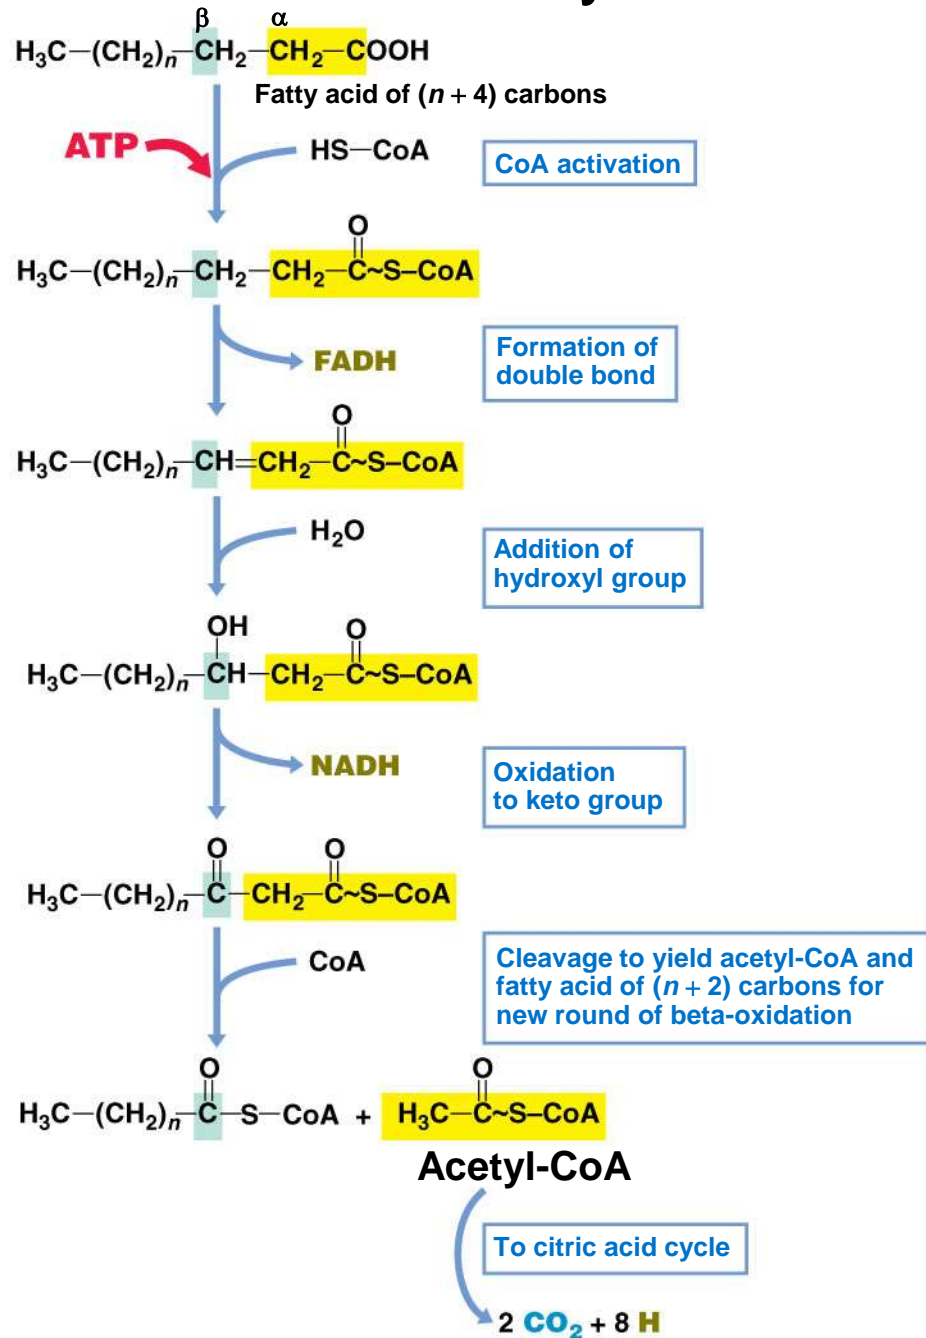 β α
H₃C–(CH₂)ₙ–CH₂–CH₂–COOH
Fatty acid of (n + 4) carbons
ATP
HS–CoA
CoA activation
O
H₃C–(CH₂)ₙ–CH₂–CH₂–C~S–CoA
FADH
Formation of
double bond
O
H₃C–(CH₂)ₙ–CH=CH₂–C~S–CoA
H₂O
Addition of
hydroxyl group
OH O
H₃C–(CH₂)ₙ–CH–CH₂–C~S–CoA
NADH
Oxidation
to keto group
O O
H₃C–(CH₂)ₙ–C–CH₂–C~S–CoA
CoA
Cleavage to yield acetyl-CoA and
fatty acid of (n + 2) carbons for
new round of beta-oxidation
O O
H₃C–(CH₂)ₙ–C–S–CoA + H₃C–C~S–CoA
Acetyl-CoA
To citric acid cycle
2 CO₂ + 8 H